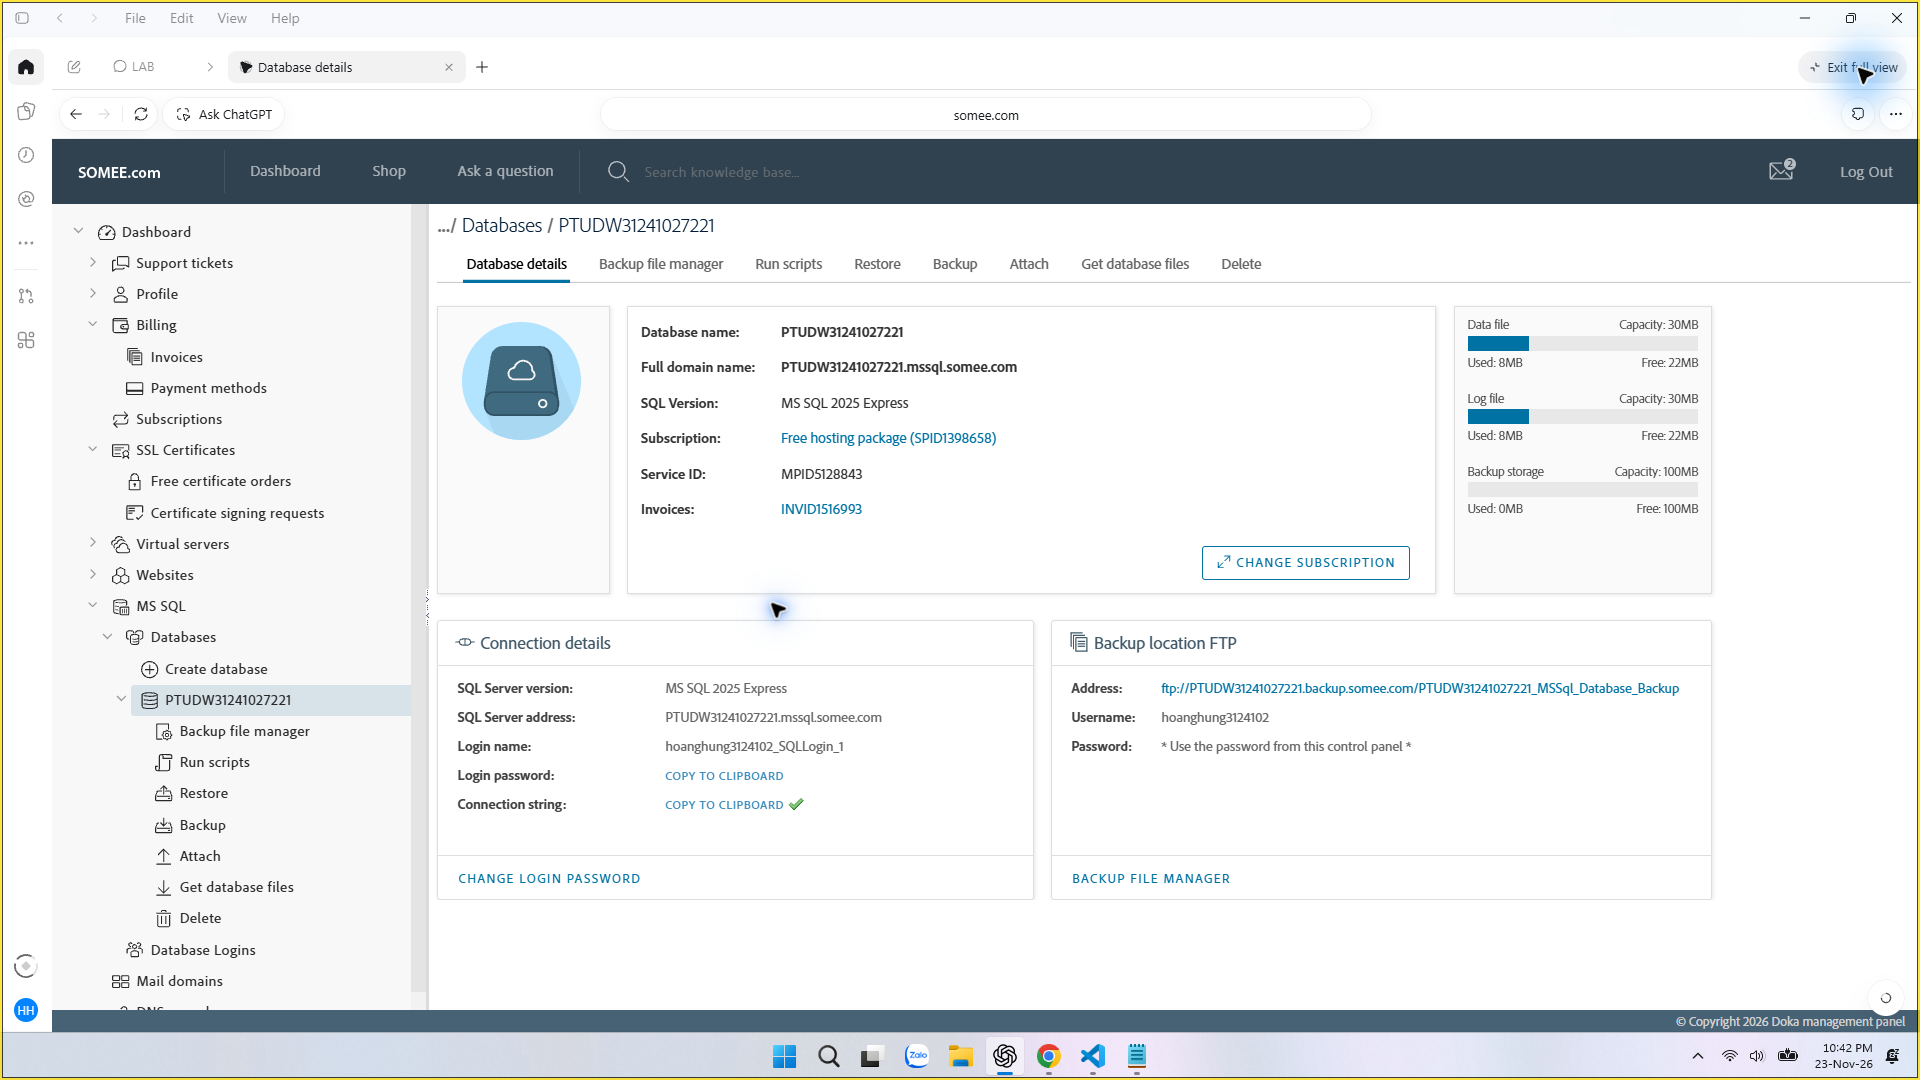 File Edit View Help
LAB
Database details
Exit full view
Ask ChatGPT
somee.com
SOMEE.com
Dashboard
Shop
Ask a question
Search knowledge base...
2
Log Out
Dashboard
Support tickets
Profile
Billing
Invoices
Payment methods
Subscriptions
SSL Certificates
Free certificate orders
Certificate signing requests
Virtual servers
Websites
MS SQL
Databases
Create database
PTUDW31241027221
Backup file manager
Run scripts
Restore
Backup
Attach
Get database files
Delete
Database Logins
Mail domains
.../ Databases / PTUDW31241027221
Database details
Backup file manager
Run scripts
Restore
Backup
Attach
Get database files
Delete
Database name: PTUDW31241027221
Full domain name: PTUDW31241027221.mssql.somee.com
SQL Version: MS SQL 2025 Express
Subscription: Free hosting package (SPID1398658)
Service ID: MPID5128843
Invoices: INVID1516993
CHANGE SUBSCRIPTION
Data file Capacity: 30MB
Used: 8MB Free: 22MB
Log file Capacity: 30MB
Used: 8MB Free: 22MB
Backup storage Capacity: 100MB
Used: 0MB Free: 100MB
Connection details
SQL Server version: MS SQL 2025 Express
SQL Server address: PTUDW31241027221.mssql.somee.com
Login name: hoanghung3124102_SQLLogin_1
Login password: COPY TO CLIPBOARD
Connection string: COPY TO CLIPBOARD
CHANGE LOGIN PASSWORD
Backup location FTP
Address: ftp://PTUDW31241027221.backup.somee.com/PTUDW31241027221_MSSql_Database_Backup
Username: hoanghung3124102
Password: * Use the password from this control panel *
BACKUP FILE MANAGER
HH
© Copyright 2026 Doka management panel
Zalo
10:42 PM
23-Nov-26